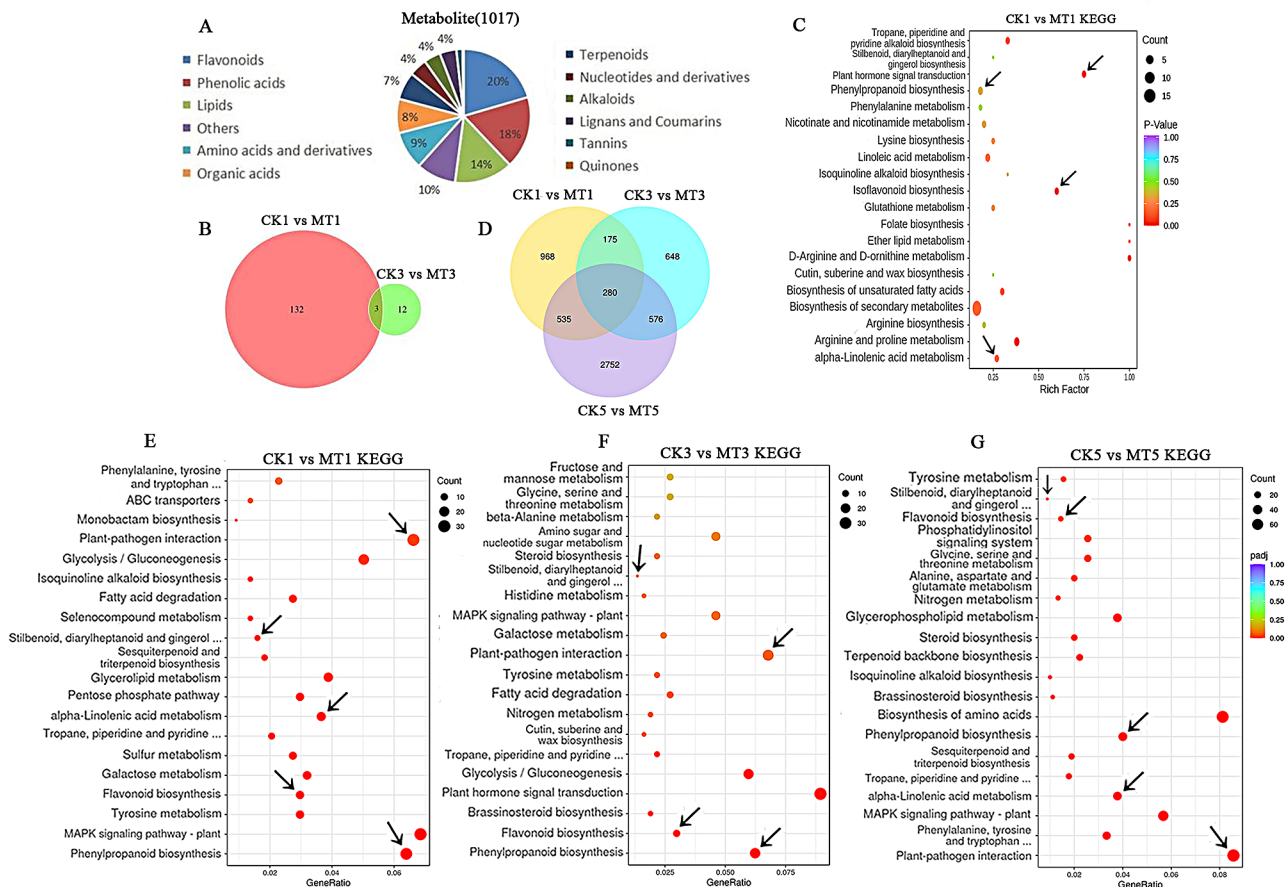 A
Metabolite(1017)
Flavonoids
Phenolic acids
Lipids
Others
Amino acids and derivatives
Organic acids
20%
18%
14%
10%
9%
8%
7%
4%
4%
4%
Terpenoids
Nucleotides and derivatives
Alkaloids
Lignans and Coumarins
Tannins
Quinones
B
CK1 vs MT1
CK3 vs MT3
132
3
12
D
CK1 vs MT1
CK3 vs MT3
968
175
648
280
535
576
2752
CK5 vs MT5
C
CK1 vs MT1 KEGG
Tropane, piperidine and
pyridine alkaloid biosynthesis
Stilbenoid, diarylheptanoid and
gingerol biosynthesis
Plant hormone signal transduction
Phenylpropanoid biosynthesis
Phenylalanine metabolism
Nicotinate and nicotinamide metabolism
Lysine biosynthesis
Linoleic acid metabolism
Isoquinoline alkaloid biosynthesis
Isoflavonoid biosynthesis
Glutathione metabolism
Folate biosynthesis
Ether lipid metabolism
D-Arginine and D-ornithine metabolism
Cutin, suberine and wax biosynthesis
Biosynthesis of unsaturated fatty acids
Biosynthesis of secondary metabolites
Arginine biosynthesis
Arginine and proline metabolism
alpha-Linolenic acid metabolism
0.25
0.50
0.75
1.00
Rich Factor
Count
5
10
15
P-Value
1.00
0.75
0.50
0.25
0.00
E
CK1 vs MT1 KEGG
Phenylalanine, tyrosine
and tryptophan ...
ABC transporters
Monobactam biosynthesis
Plant-pathogen interaction
Glycolysis / Gluconeogenesis
Isoquinoline alkaloid biosynthesis
Fatty acid degradation
Selenocompound metabolism
Stilbenoid, diarylheptanoid and gingerol ...
Sesquiterpenoid and
triterpenoid biosynthesis
Glycerolipid metabolism
Pentose phosphate pathway
alpha-Linolenic acid metabolism
Tropane, piperidine and pyridine ...
Sulfur metabolism
Galactose metabolism
Flavonoid biosynthesis
Tyrosine metabolism
MAPK signaling pathway - plant
Phenylpropanoid biosynthesis
0.02
0.04
0.06
GeneRatio
Count
10
20
30
F
CK3 vs MT3 KEGG
Fructose and
mannose metabolism
Glycine, serine and
threonine metabolism
beta-Alanine metabolism
Amino sugar and
nucleotide sugar metabolism
Steroid biosynthesis
Stilbenoid, diarylheptanoid
and gingerol ...
Histidine metabolism
MAPK signaling pathway - plant
Galactose metabolism
Plant-pathogen interaction
Tyrosine metabolism
Fatty acid degradation
Nitrogen metabolism
Cutin, suberine and
wax biosynthesis
Tropane, piperidine and pyridine ...
Glycolysis / Gluconeogenesis
Plant hormone signal transduction
Brassinosteroid biosynthesis
Flavonoid biosynthesis
Phenylpropanoid biosynthesis
0.025
0.050
0.075
GeneRatio
Count
10
20
30
G
CK5 vs MT5 KEGG
Tyrosine metabolism
Stilbenoid, diarylheptanoid
and gingerol ...
Flavonoid biosynthesis
Phosphatidylinositol
signaling system
Glycine, serine and
threonine metabolism
Alanine, aspartate and
glutamate metabolism
Nitrogen metabolism
Glycerophospholipid metabolism
Steroid biosynthesis
Terpenoid backbone biosynthesis
Isoquinoline alkaloid biosynthesis
Brassinosteroid biosynthesis
Biosynthesis of amino acids
Phenylpropanoid biosynthesis
Sesquiterpenoid and
triterpenoid biosynthesis
Tropane, piperidine and pyridine ...
alpha-Linolenic acid metabolism
MAPK signaling pathway - plant
Phenylalanine, tyrosine
and tryptophan ...
Plant-pathogen interaction
0.02
0.04
0.06
0.08
GeneRatio
Count
20
40
60
padj
1.00
0.75
0.50
0.25
0.00